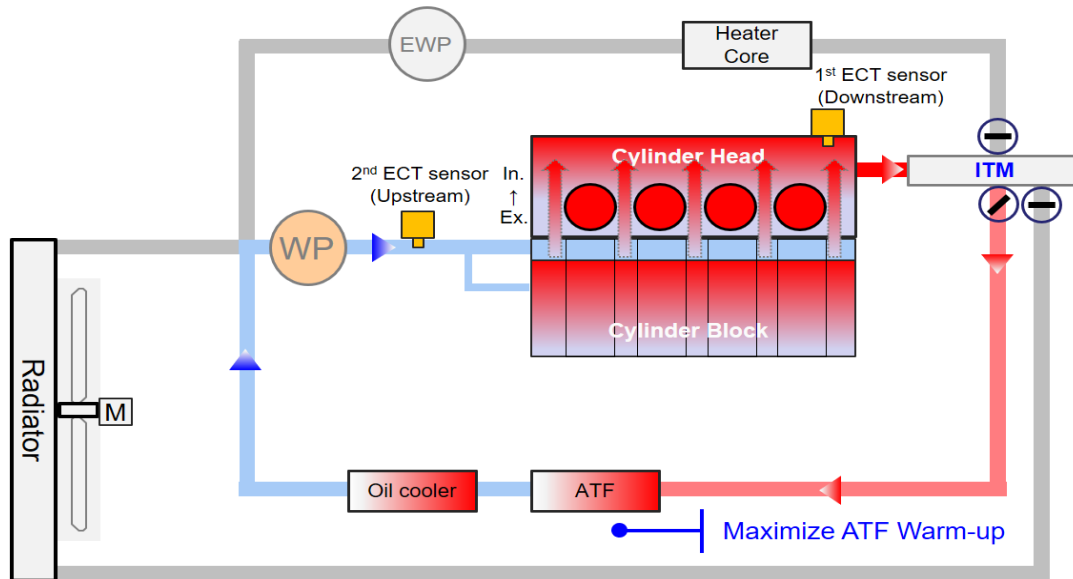 EWP
Heater
Core
1st ECT sensor
(Downstream)
Cylinder Head
ITM
2nd ECT sensor
(Upstream)
In.
↑
Ex.
WP
Cylinder Block
Radiator
M
Oil cooler
ATF
Maximize ATF Warm-up